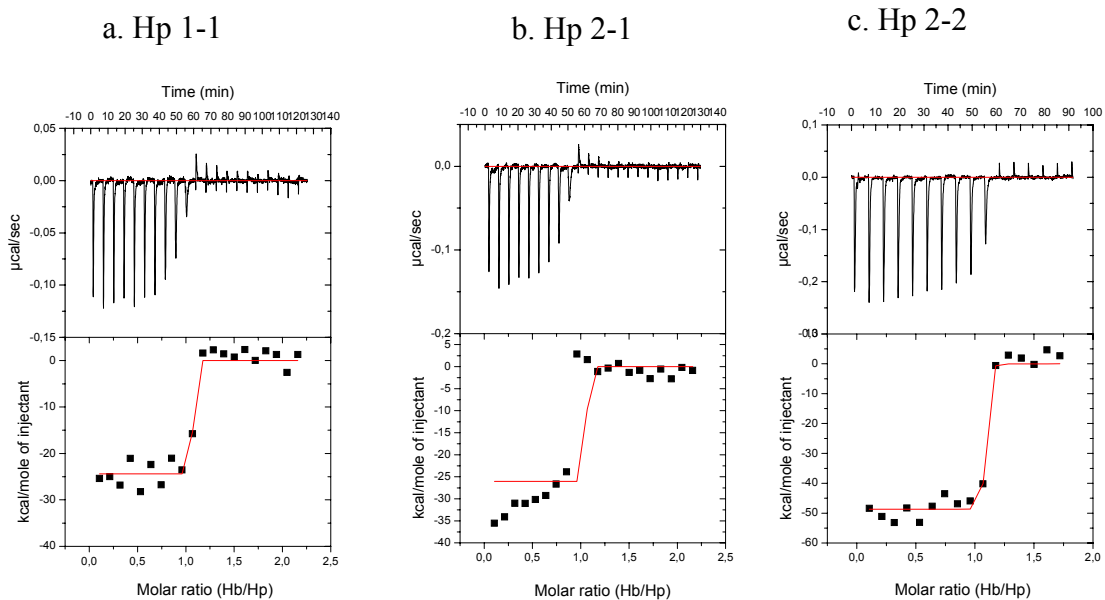 a. Hp 1-1
b. Hp 2-1
c. Hp 2-2
Time (min)
-10 0 10 20 30 40 50 60 70 80 90 100 110 120 130 140
0,05
0,00
-0,05
-0,10
-0,15
µcal/sec
0
-10
-20
-30
-40
kcal/mole of injectant
0,0 0,5 1,0 1,5 2,0 2,5
Molar ratio (Hb/Hp)
Time (min)
-10 0 10 20 30 40 50 60 70 80 90 100 110 120 130 140
0,0
-0,1
-0,2
µcal/sec
5
0
-5
-10
-15
-20
-25
-30
-35
-40
kcal/mole of injectant
0,0 0,5 1,0 1,5 2,0 2,5
Molar ratio (Hb/Hp)
Time (min)
-10 0 10 20 30 40 50 60 70 80 90 100
0,1
0,0
-0,1
-0,2
µcal/sec
0
-10
-20
-30
-40
-50
-60
kcal/mole of injectant
0,0 0,5 1,0 1,5 2,0
Molar ratio (Hb/Hp)